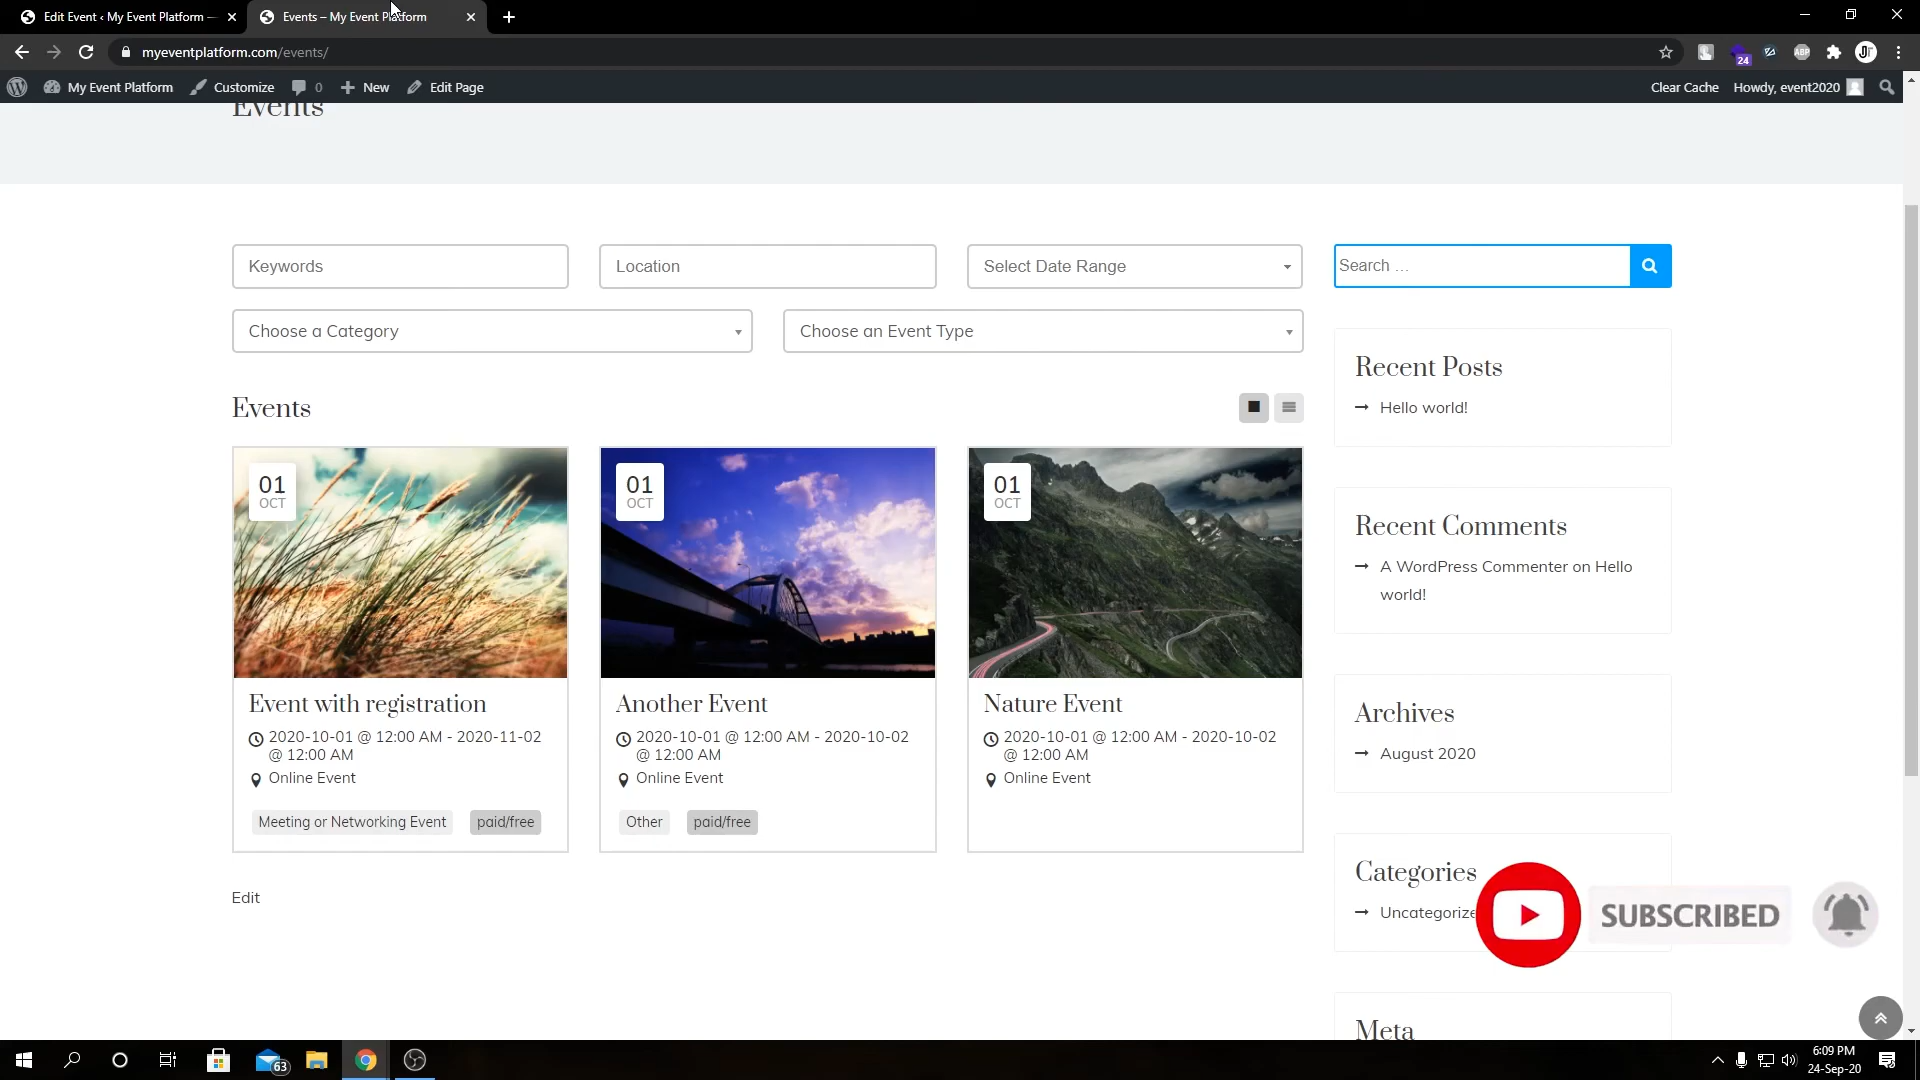 Edit Event ‹ My Event Platform —
Events – My Event Platform
myeventplatform.com/events/
24
ABP
My Event Platform
Customize
0
New
Edit Page
Clear Cache
Howdy, event2020
Events
Keywords
Location
Select Date Range
Search …
Choose a Category
Choose an Event Type
Events
01
OCT
Event with registration
2020-10-01 @ 12:00 AM - 2020-11-02
@ 12:00 AM
Online Event
Meeting or Networking Event
paid/free
01
OCT
Another Event
2020-10-01 @ 12:00 AM - 2020-10-02
@ 12:00 AM
Online Event
Other
paid/free
01
OCT
Nature Event
2020-10-01 @ 12:00 AM - 2020-10-02
@ 12:00 AM
Online Event
Edit
Recent Posts
Hello world!
Recent Comments
A WordPress Commenter on Hello
world!
Archives
August 2020
Categories
Uncategorize
SUBSCRIBED
Meta
63
6:09 PM
24-Sep-20